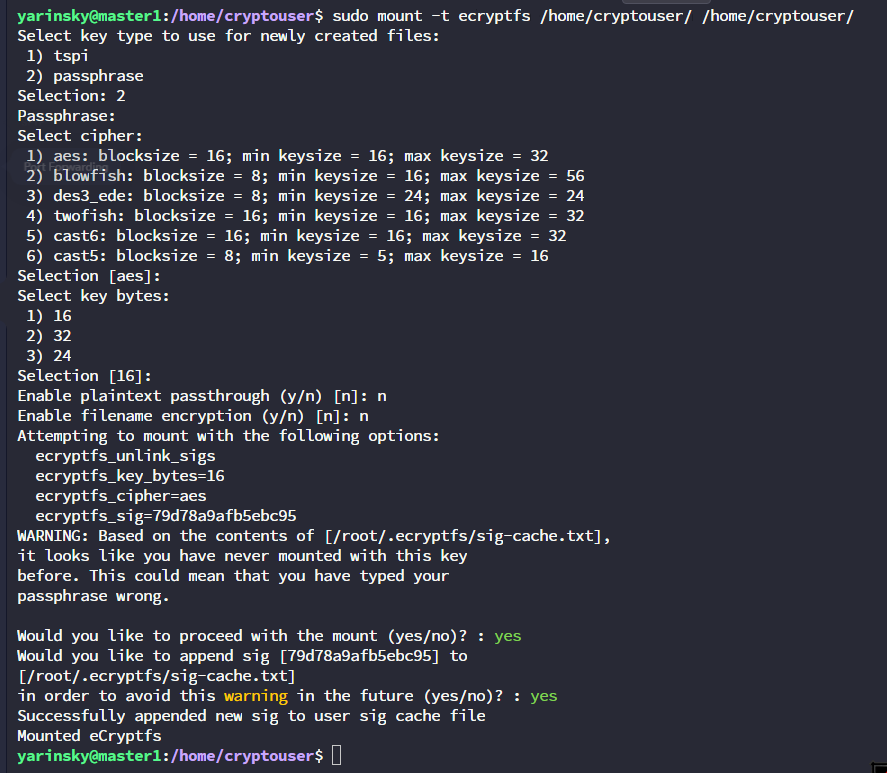 yarinsky@master1:/home/cryptouser$ sudo mount -t ecryptfs /home/cryptouser/ /home/cryptouser/
Select key type to use for newly created files:
 1) tspi
 2) passphrase
Selection: 2
Passphrase:
Select cipher:
 1) aes: blocksize = 16; min keysize = 16; max keysize = 32
Port Forwarding
 2) blowfish: blocksize = 8; min keysize = 16; max keysize = 56
 3) des3_ede: blocksize = 8; min keysize = 24; max keysize = 24
 4) twofish: blocksize = 16; min keysize = 16; max keysize = 32
 5) cast6: blocksize = 16; min keysize = 16; max keysize = 32
 6) cast5: blocksize = 8; min keysize = 5; max keysize = 16
Selection [aes]:
Select key bytes:
 1) 16
 2) 32
 3) 24
Selection [16]:
Enable plaintext passthrough (y/n) [n]: n
Enable filename encryption (y/n) [n]: n
Attempting to mount with the following options:
  ecryptfs_unlink_sigs
  ecryptfs_key_bytes=16
  ecryptfs_cipher=aes
  ecryptfs_sig=79d78a9afb5ebc95
WARNING: Based on the contents of [/root/.ecryptfs/sig-cache.txt],
it looks like you have never mounted with this key
before. This could mean that you have typed your
passphrase wrong.

Would you like to proceed with the mount (yes/no)? : yes
Would you like to append sig [79d78a9afb5ebc95] to
[/root/.ecryptfs/sig-cache.txt]
in order to avoid this warning in the future (yes/no)? : yes
Successfully appended new sig to user sig cache file
Mounted eCryptfs
yarinsky@master1:/home/cryptouser$